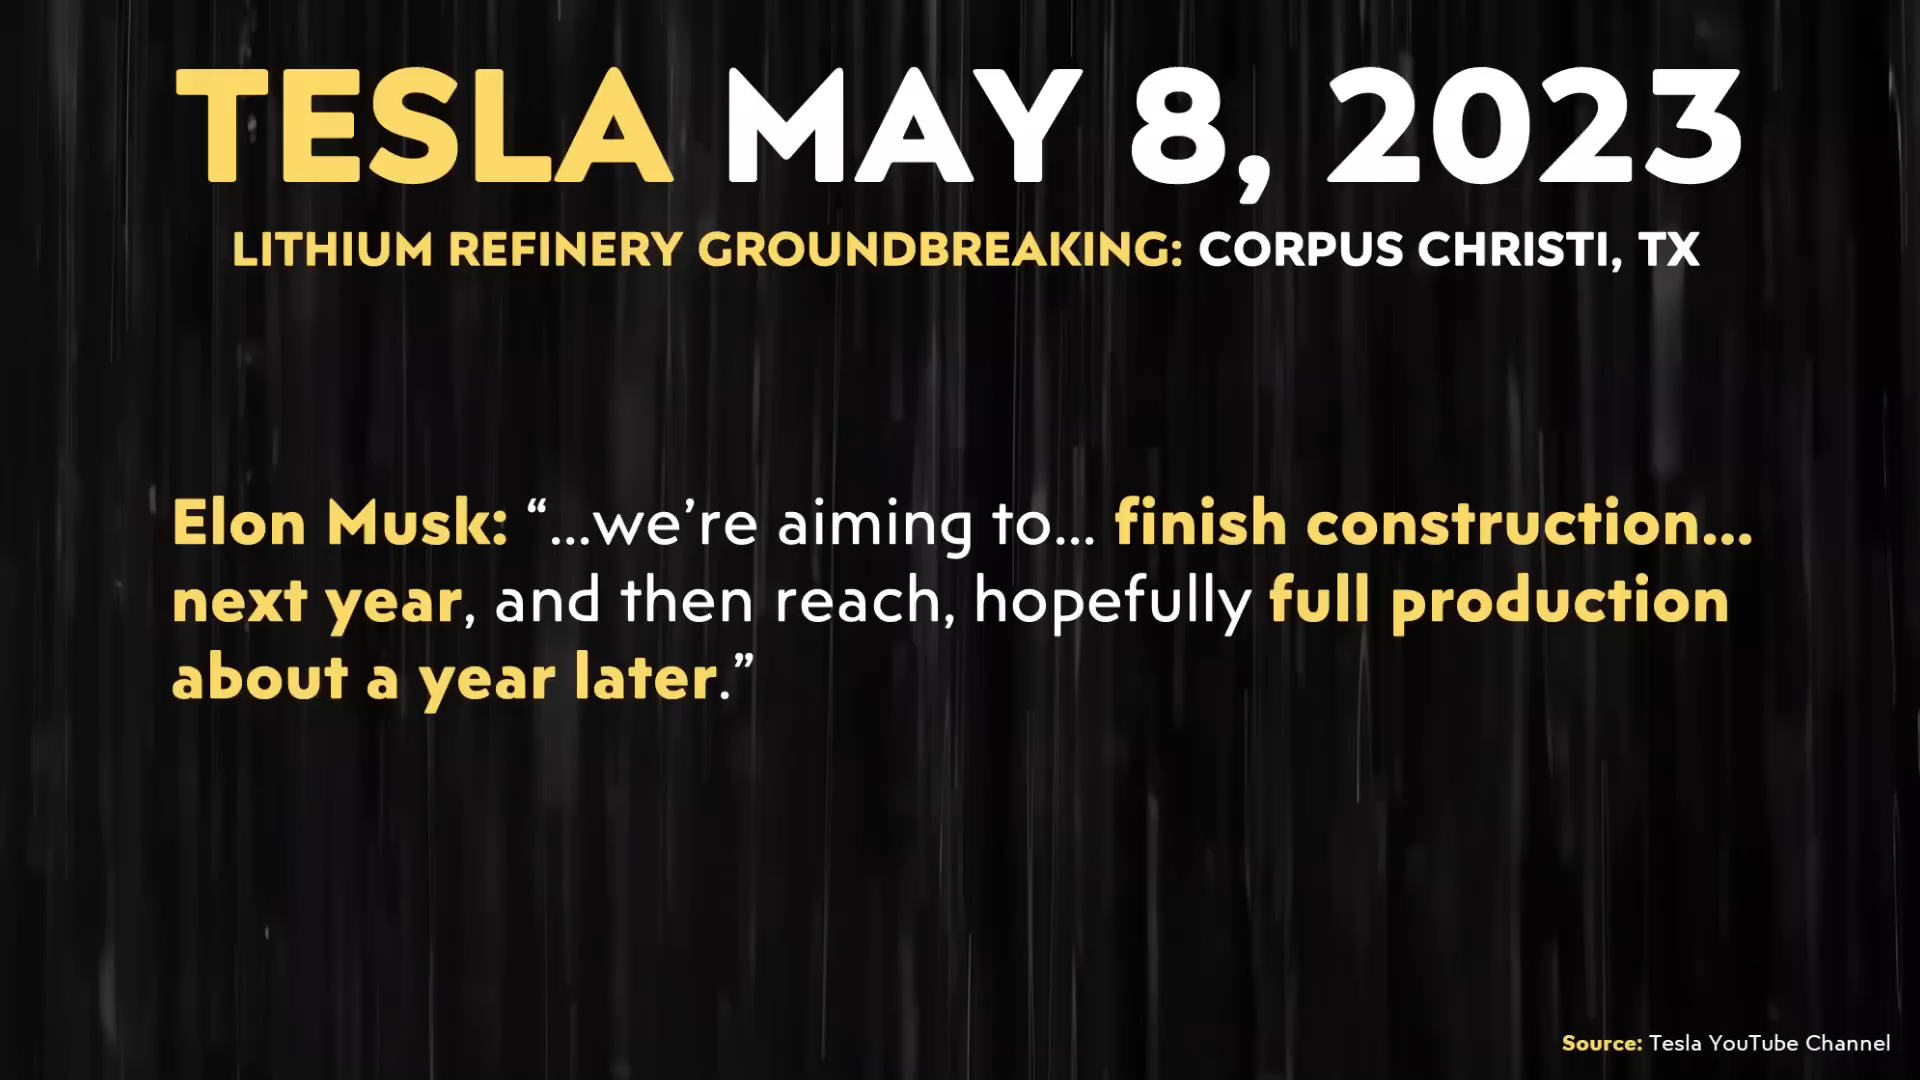 TESLA MAY 8, 2023
LITHIUM REFINERY GROUNDBREAKING: CORPUS CHRISTI, TX
Elon Musk: “...we’re aiming to... finish construction...
next year, and then reach, hopefully full production
about a year later.”
Source: Tesla YouTube Channel